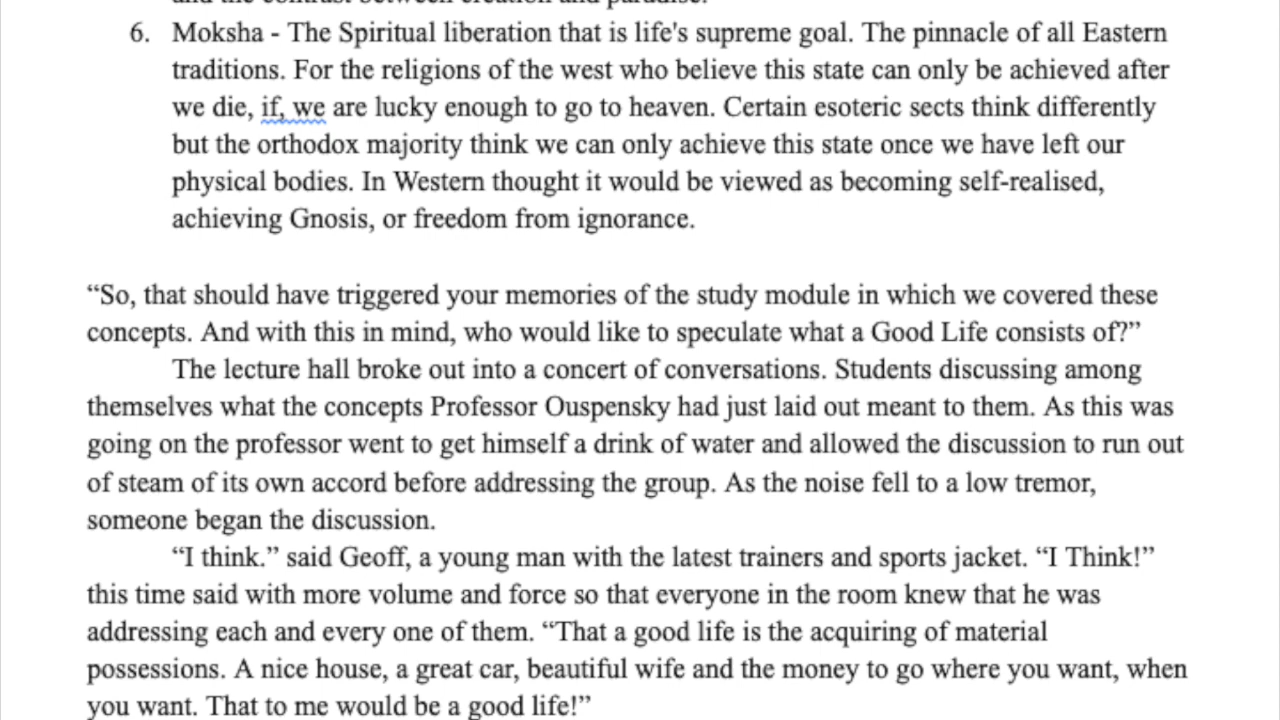 and the contrast between creation and paradise.
6. Moksha - The Spiritual liberation that is life's supreme goal. The pinnacle of all Eastern
traditions. For the religions of the west who believe this state can only be achieved after
we die, if, we are lucky enough to go to heaven. Certain esoteric sects think differently
but the orthodox majority think we can only achieve this state once we have left our
physical bodies. In Western thought it would be viewed as becoming self-realised,
achieving Gnosis, or freedom from ignorance.
“So, that should have triggered your memories of the study module in which we covered these
concepts. And with this in mind, who would like to speculate what a Good Life consists of?”
The lecture hall broke out into a concert of conversations. Students discussing among
themselves what the concepts Professor Ouspensky had just laid out meant to them. As this was
going on the professor went to get himself a drink of water and allowed the discussion to run out
of steam of its own accord before addressing the group. As the noise fell to a low tremor,
someone began the discussion.
“I think.” said Geoff, a young man with the latest trainers and sports jacket. “I Think!”
this time said with more volume and force so that everyone in the room knew that he was
addressing each and every one of them. “That a good life is the acquiring of material
possessions. A nice house, a great car, beautiful wife and the money to go where you want, when
you want. That to me would be a good life!”